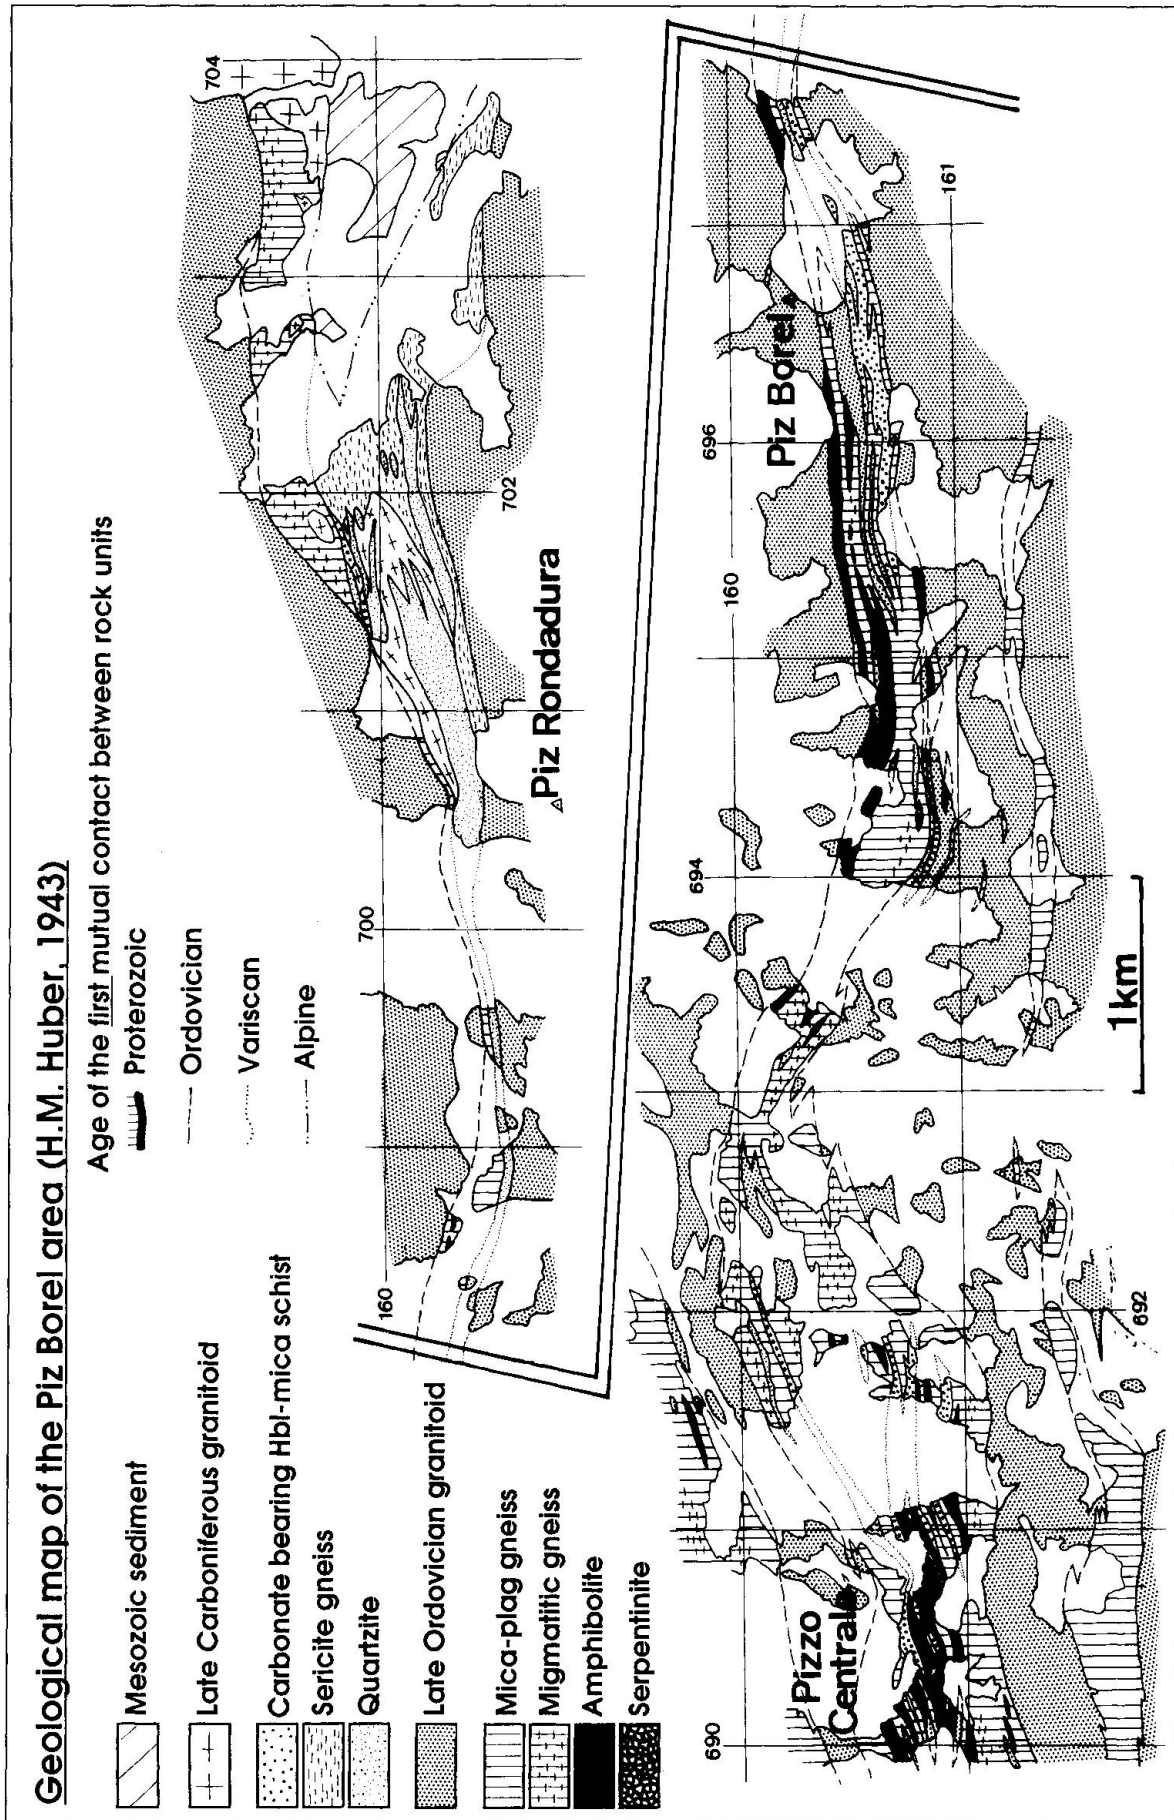 Geological map of the Piz Borel area (H.M. Huber, 1943)
Mesozoic sediment
Late Carboniferous granitoid
Carbonate bearing Hbl-mica schist
Sericite gneiss
Quartzite
Late Ordovician granitoid
Mica-plag gneiss
Migmatitic gneiss
Amphibolite
Serpentinite
Age of the first mutual contact between rock units
Proterozoic
Ordovician
Variscan
Alpine
160
700
702
704
Piz Rondadura
690
692
694
696
160
161
Pizzo
Centrale
Piz Borel
1km